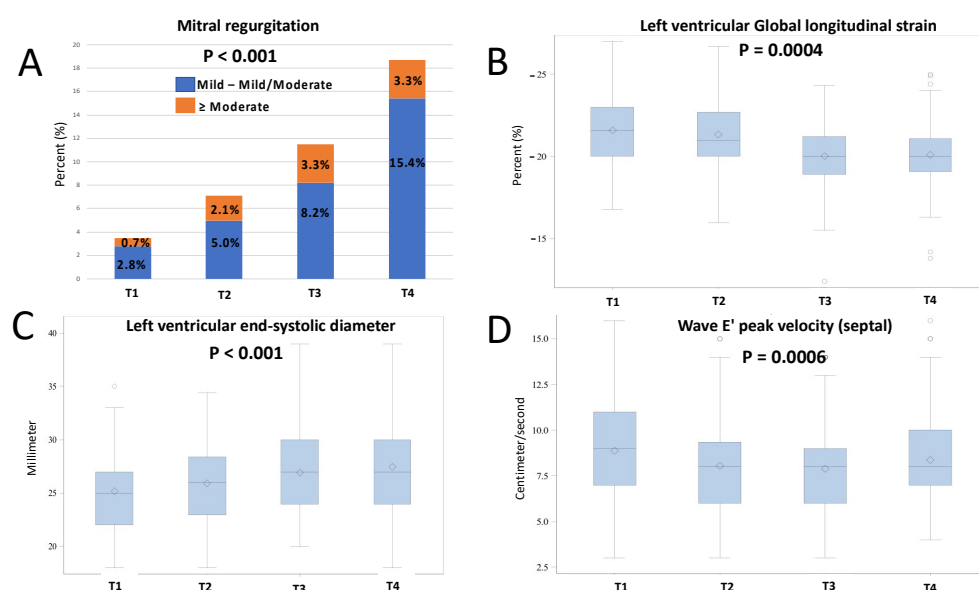 A
Mitral regurgitation
P < 0.001
Mild – Mild/Moderate
≥ Moderate
Percent (%)
20
18
16
14
12
10
8
6
4
2
0
0.7%
2.8%
2.1%
5.0%
3.3%
8.2%
3.3%
15.4%
T1 T2 T3 T4
B
Left ventricular Global longitudinal strain
P = 0.0004
Percent (%)
−25
−20
−15
T1 T2 T3 T4
C
Left ventricular end-systolic diameter
P < 0.001
Millimeter
40
35
30
25
20
T1 T2 T3 T4
D
Wave E' peak velocity (septal)
P = 0.0006
Centimeter/second
15.0
12.5
10.0
7.5
5.0
2.5
T1 T2 T3 T4